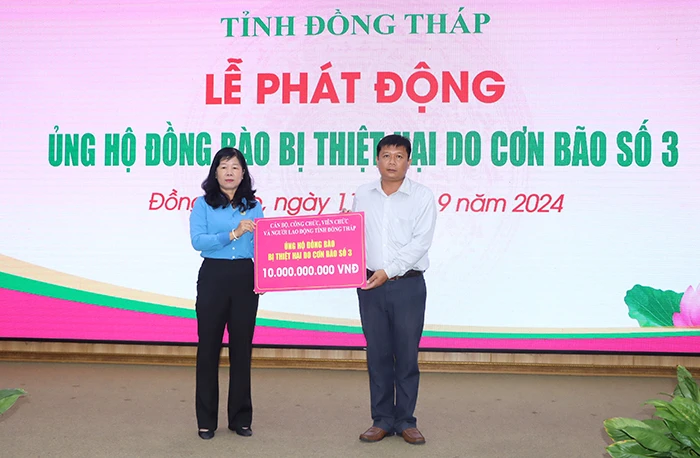 TỈNH ĐỒNG THÁP
LỄ PHÁT ĐỘNG
ỦNG HỘ ĐỒNG BÀO BỊ THIỆT HẠI DO CƠN BÃO SỐ 3
Đồng ngày 9 năm 2024
CÁN BỘ, CÔNG CHỨC, VIÊN CHỨC
VÀ NGƯỜI LAO ĐỘNG TỈNH ĐỒNG THÁP
ỦNG HỘ ĐỒNG BÀO
BỊ THIỆT HẠI DO CƠN BÃO SỐ 3
10.000.000.000 VNĐ